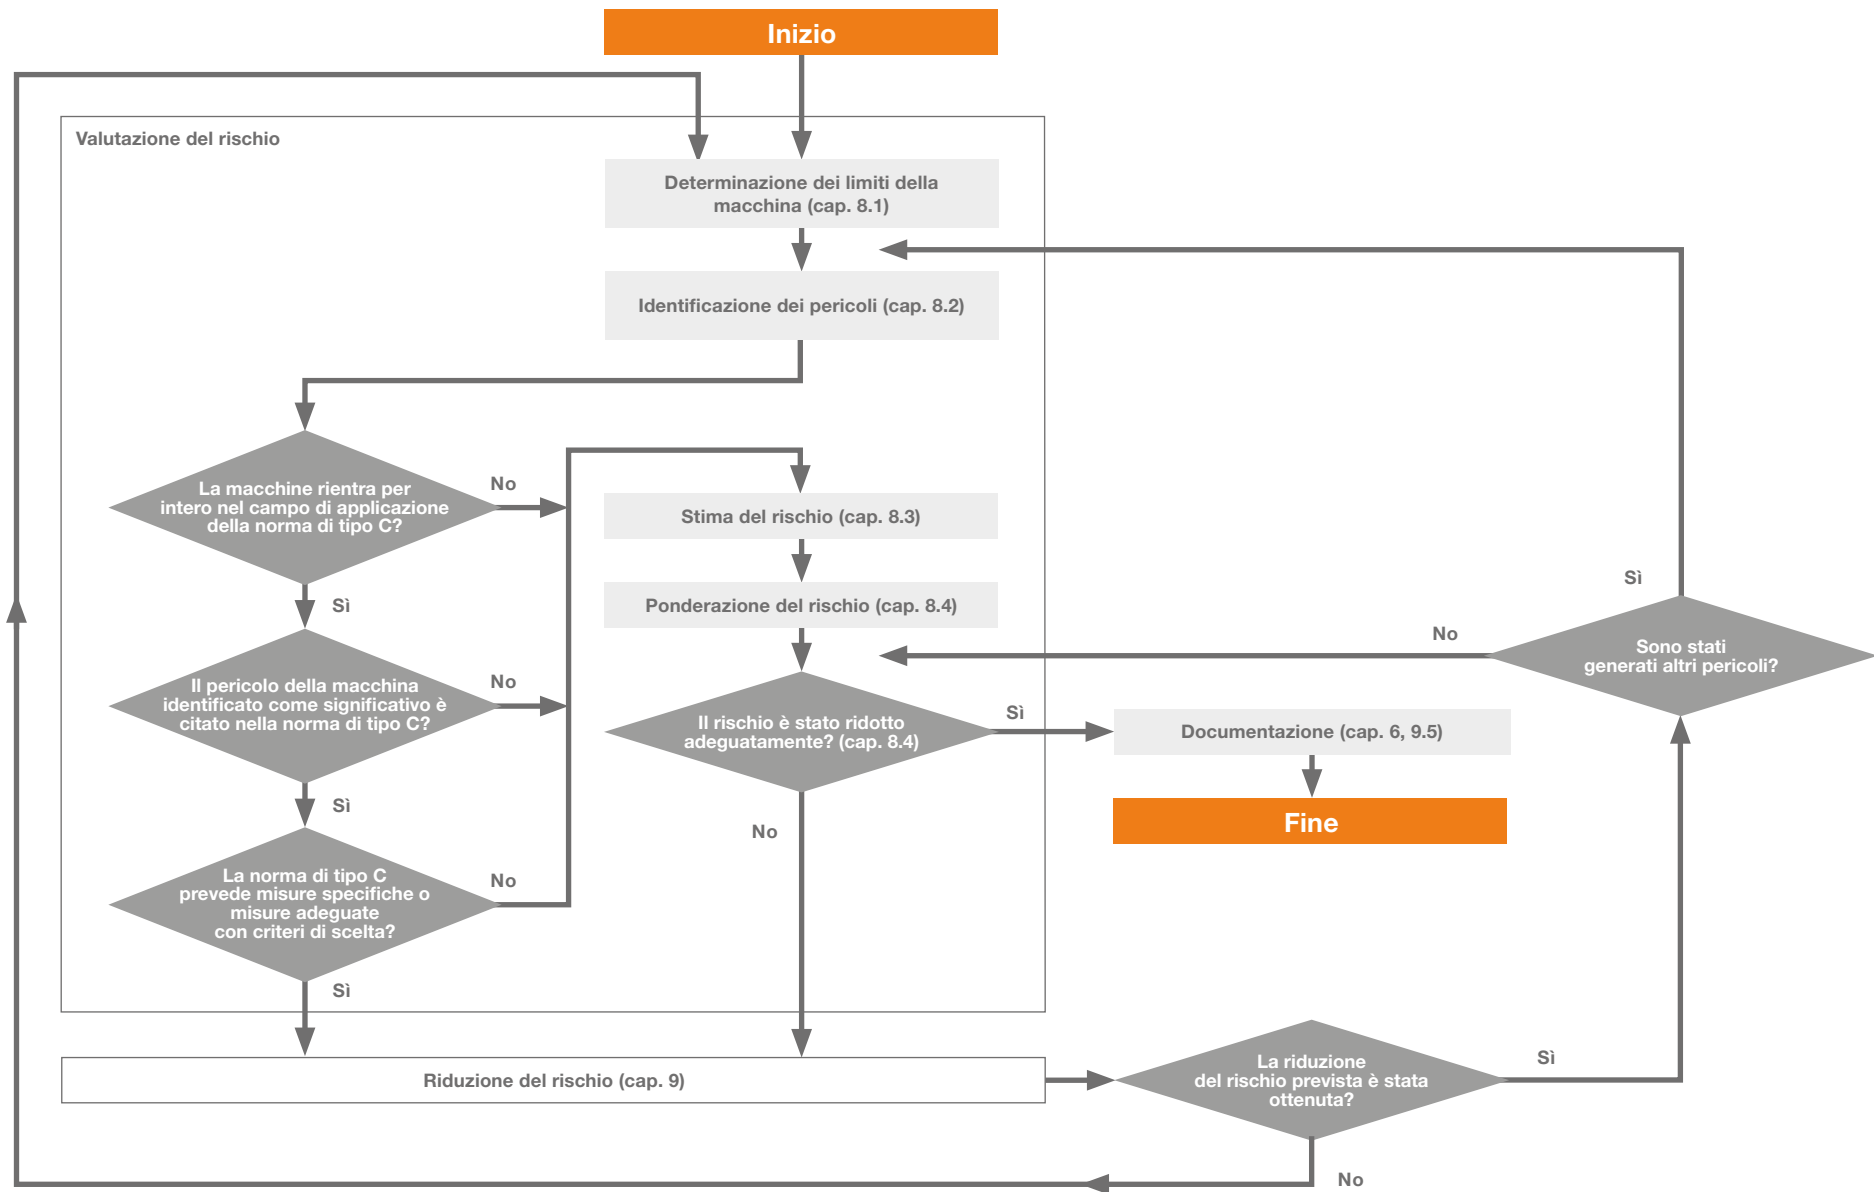 Inizio
Valutazione del rischio
Determinazione dei limiti della
macchina (cap. 8.1)
Identificazione dei pericoli (cap. 8.2)
La macchine rientra per
intero nel campo di applicazione
della norma di tipo C?
No
Sì
Stima del rischio (cap. 8.3)
Ponderazione del rischio (cap. 8.4)
Sì
No
Sono stati
generati altri pericoli?
Il pericolo della macchina
identificato come significativo è
citato nella norma di tipo C?
No
Sì
Il rischio è stato ridotto
adeguatamente? (cap. 8.4)
Sì
No
Documentazione (cap. 6, 9.5)
Fine
La norma di tipo C
prevede misure specifiche o
misure adeguate
con criteri di scelta?
No
Sì
Riduzione del rischio (cap. 9)
La riduzione
del rischio prevista è stata
ottenuta?
Sì
No